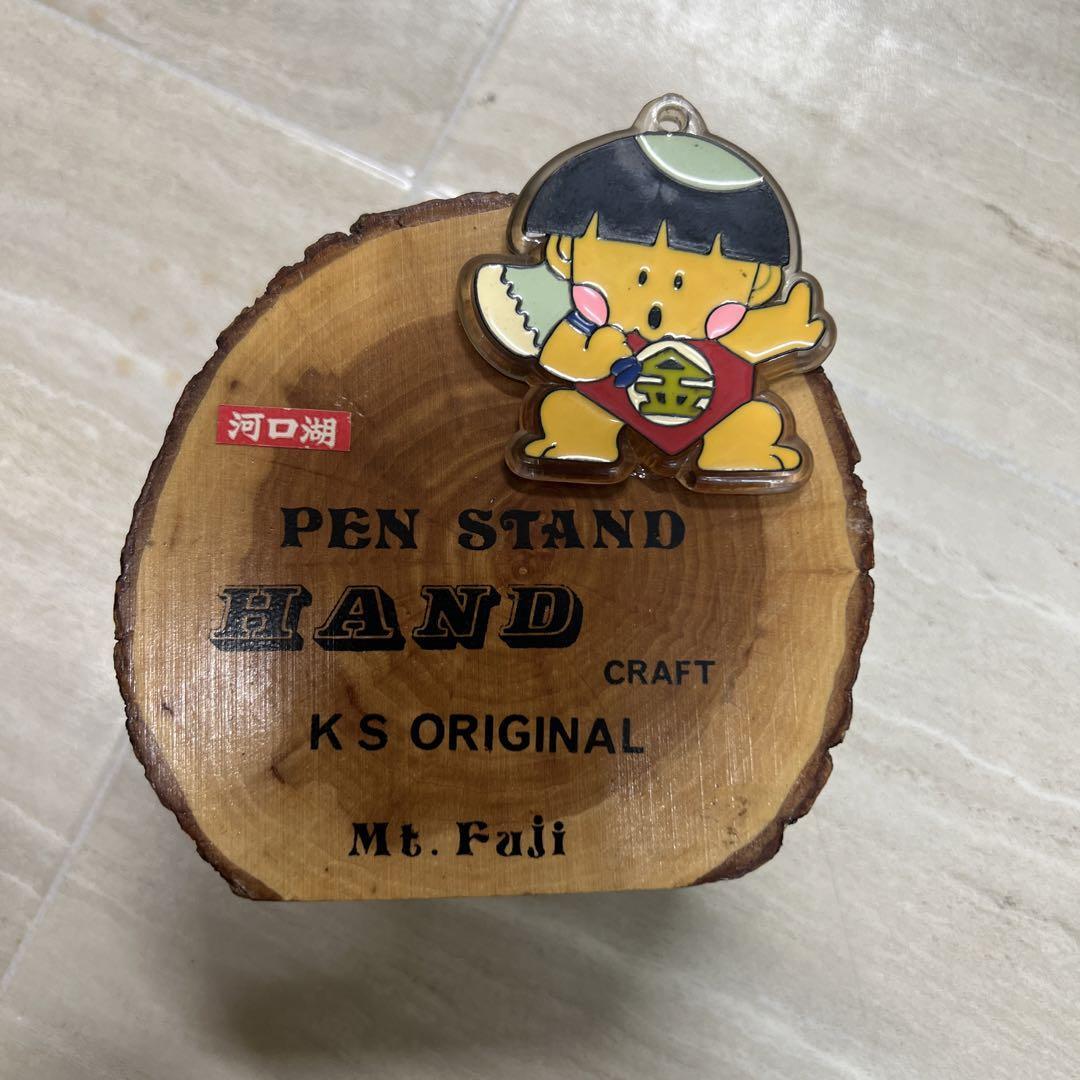 金
河口湖
PEN STAND
HAND
CRAFT
K S ORIGINAL
Mt. Fuji